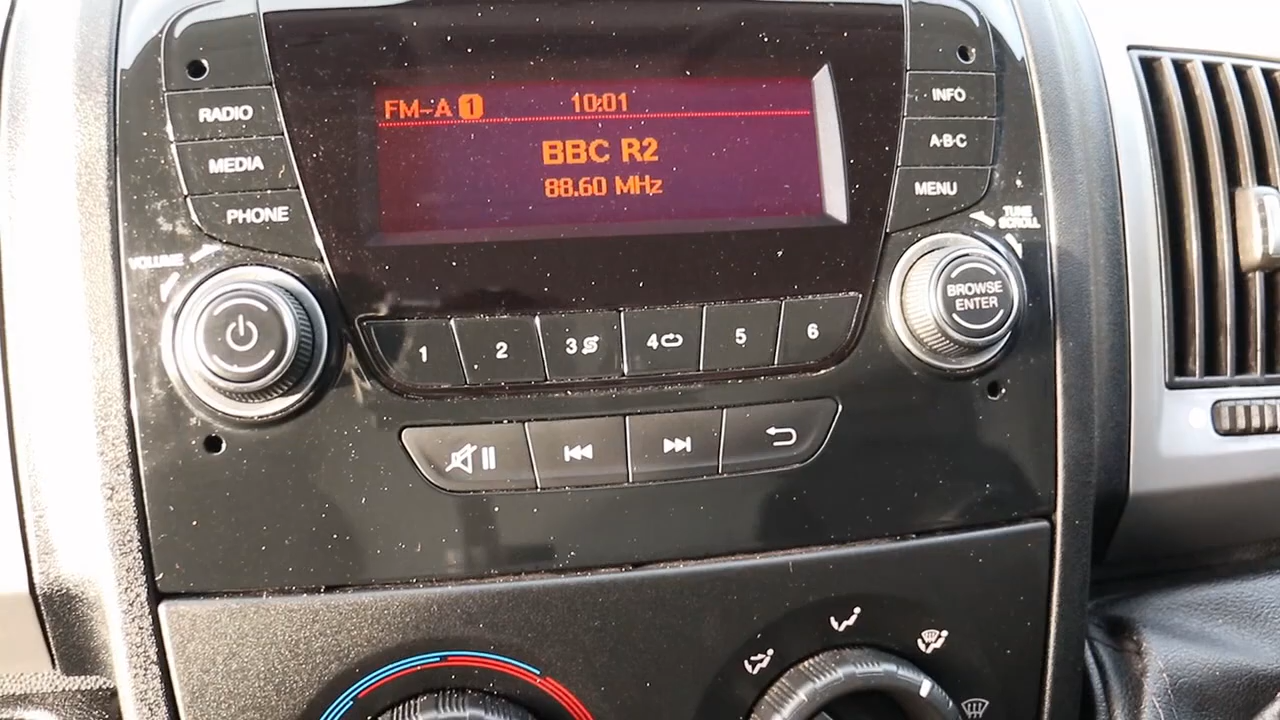 RADIO
MEDIA
PHONE
VOLUME
FM-A 1 10:01
BBC R2
88.60 MHz
INFO
A-B-C
MENU
TUNE
SCROLL
BROWSE
ENTER
1 2 3 4 5 6